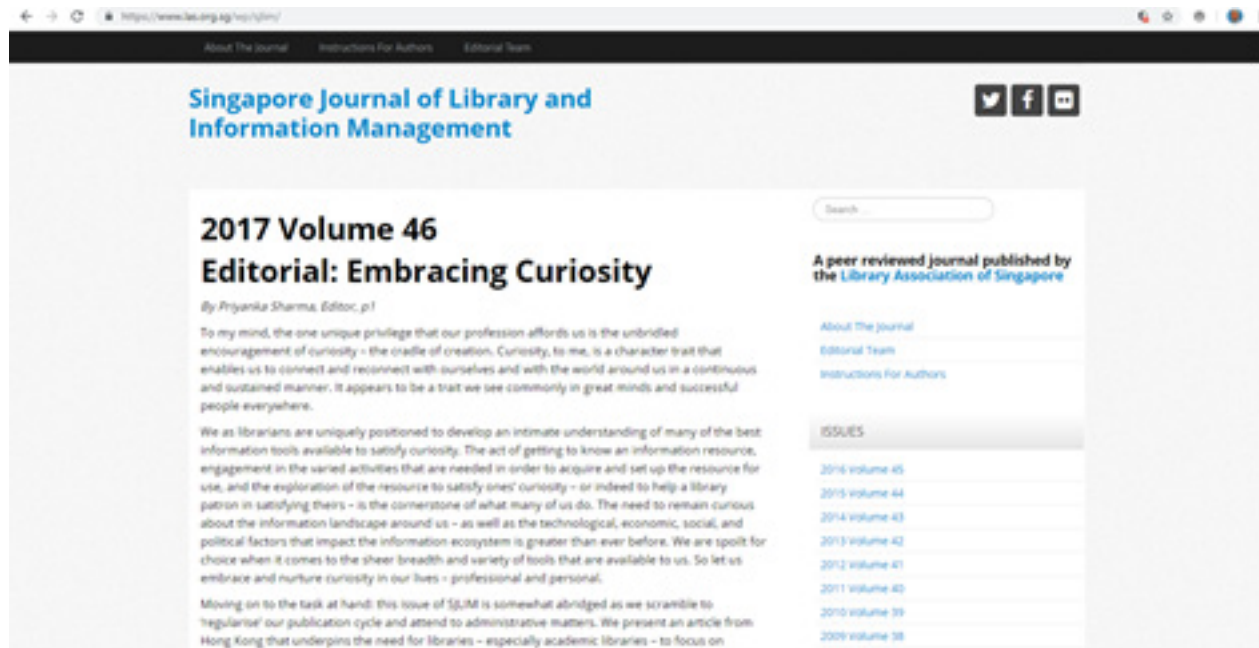 https://www.las.org.sg/wp/sjlim/
About The Journal Instructions For Authors Editorial Team
Singapore Journal of Library and
Information Management
Search ...
2017 Volume 46
Editorial: Embracing Curiosity
By Priyanka Sharma, Editor, p1
To my mind, the one unique privilege that our profession affords us is the unbridled
encouragement of curiosity – the cradle of creation. Curiosity, to me, is a character trait that
enables us to connect and reconnect with ourselves and with the world around us in a continuous
and sustained manner. It appears to be a trait we see commonly in great minds and successful
people everywhere.
We as librarians are uniquely positioned to develop an intimate understanding of many of the best
information tools available to satisfy curiosity. The act of getting to know an information resource,
engagement in the varied activities that are needed in order to acquire and set up the resource for
use, and the exploration of the resource to satisfy ones' curiosity – or indeed to help a library
patron in satisfying theirs – is the cornerstone of what many of us do. The need to remain curious
about the information landscape around us – as well as the technological, economic, social, and
political factors that impact the information ecosystem is greater than ever before. We are spoilt for
choice when it comes to the sheer breadth and variety of tools that are available to us. So let us
embrace and nurture curiosity in our lives – professional and personal.
Moving on to the task at hand: this issue of SJLIM is somewhat abridged as we scramble to
'regularise' our publication cycle and attend to administrative matters. We present an article from
Hong Kong that underpins the need for libraries – especially academic libraries – to focus on
A peer reviewed journal published by
the Library Association of Singapore
About The Journal
Editorial Team
Instructions For Authors
ISSUES
2016 Volume 45
2015 Volume 44
2014 Volume 43
2013 Volume 42
2012 Volume 41
2011 Volume 40
2010 Volume 39
2009 Volume 38